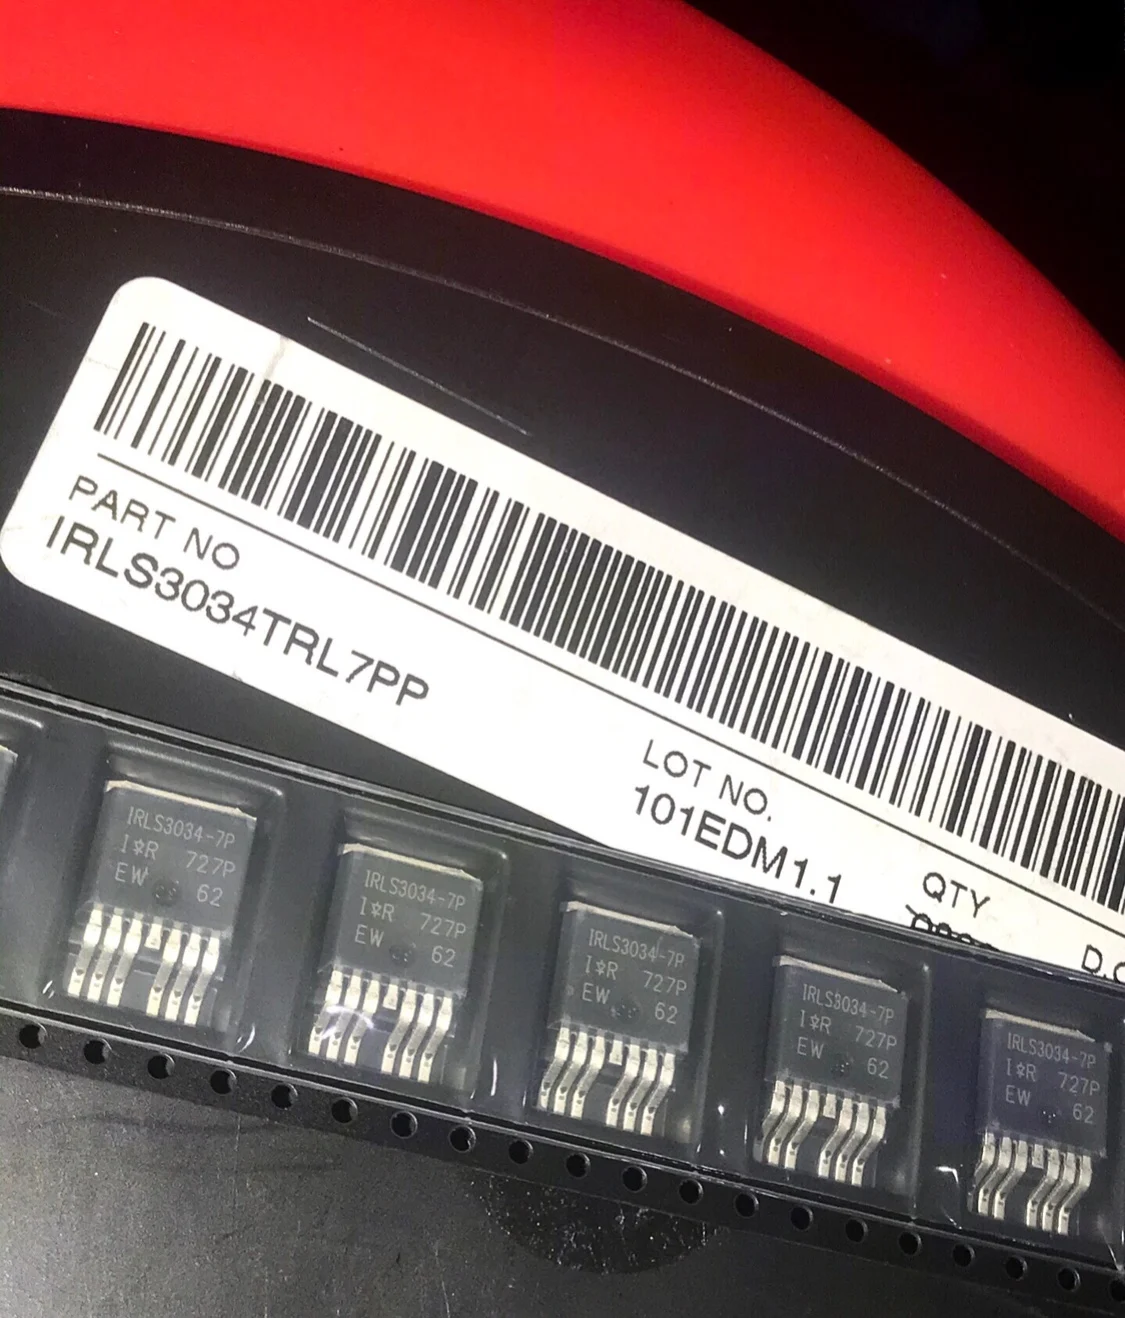 PART NO
IRLS3034TRL7PP
LOT NO.
101EDM1.1
QTY
IRLS3034-7P
I R 727P
EW 62
IRLS3034-7P
I R 727P
EW 62
IRLS3034-7P
I R 727P
EW 62
IRLS3034-7P
I R 727P
EW 62
IRLS3034-7P
I R 727P
EW 62